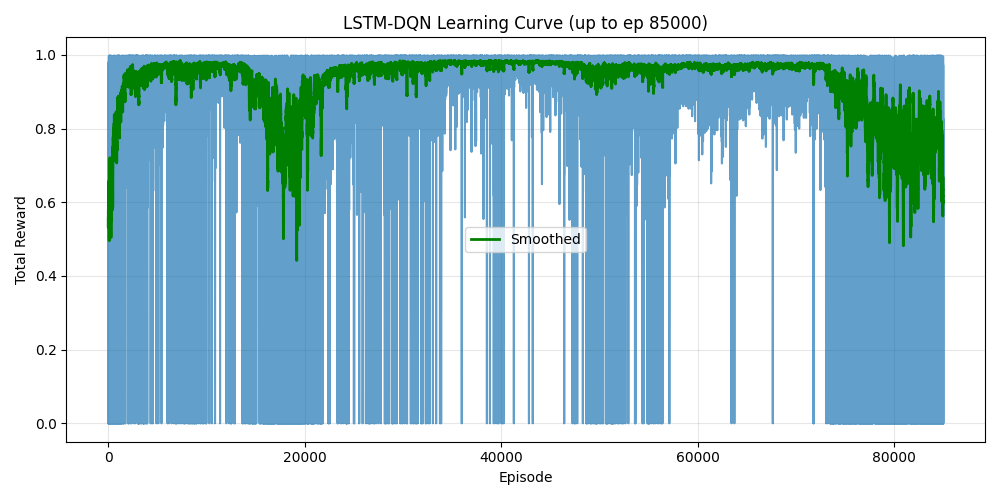 LSTM-DQN Learning Curve (up to ep 85000)
1.0
0.8
0.6
0.4
0.2
0.0
Total Reward
Smoothed
0 20000 40000 60000 80000
Episode